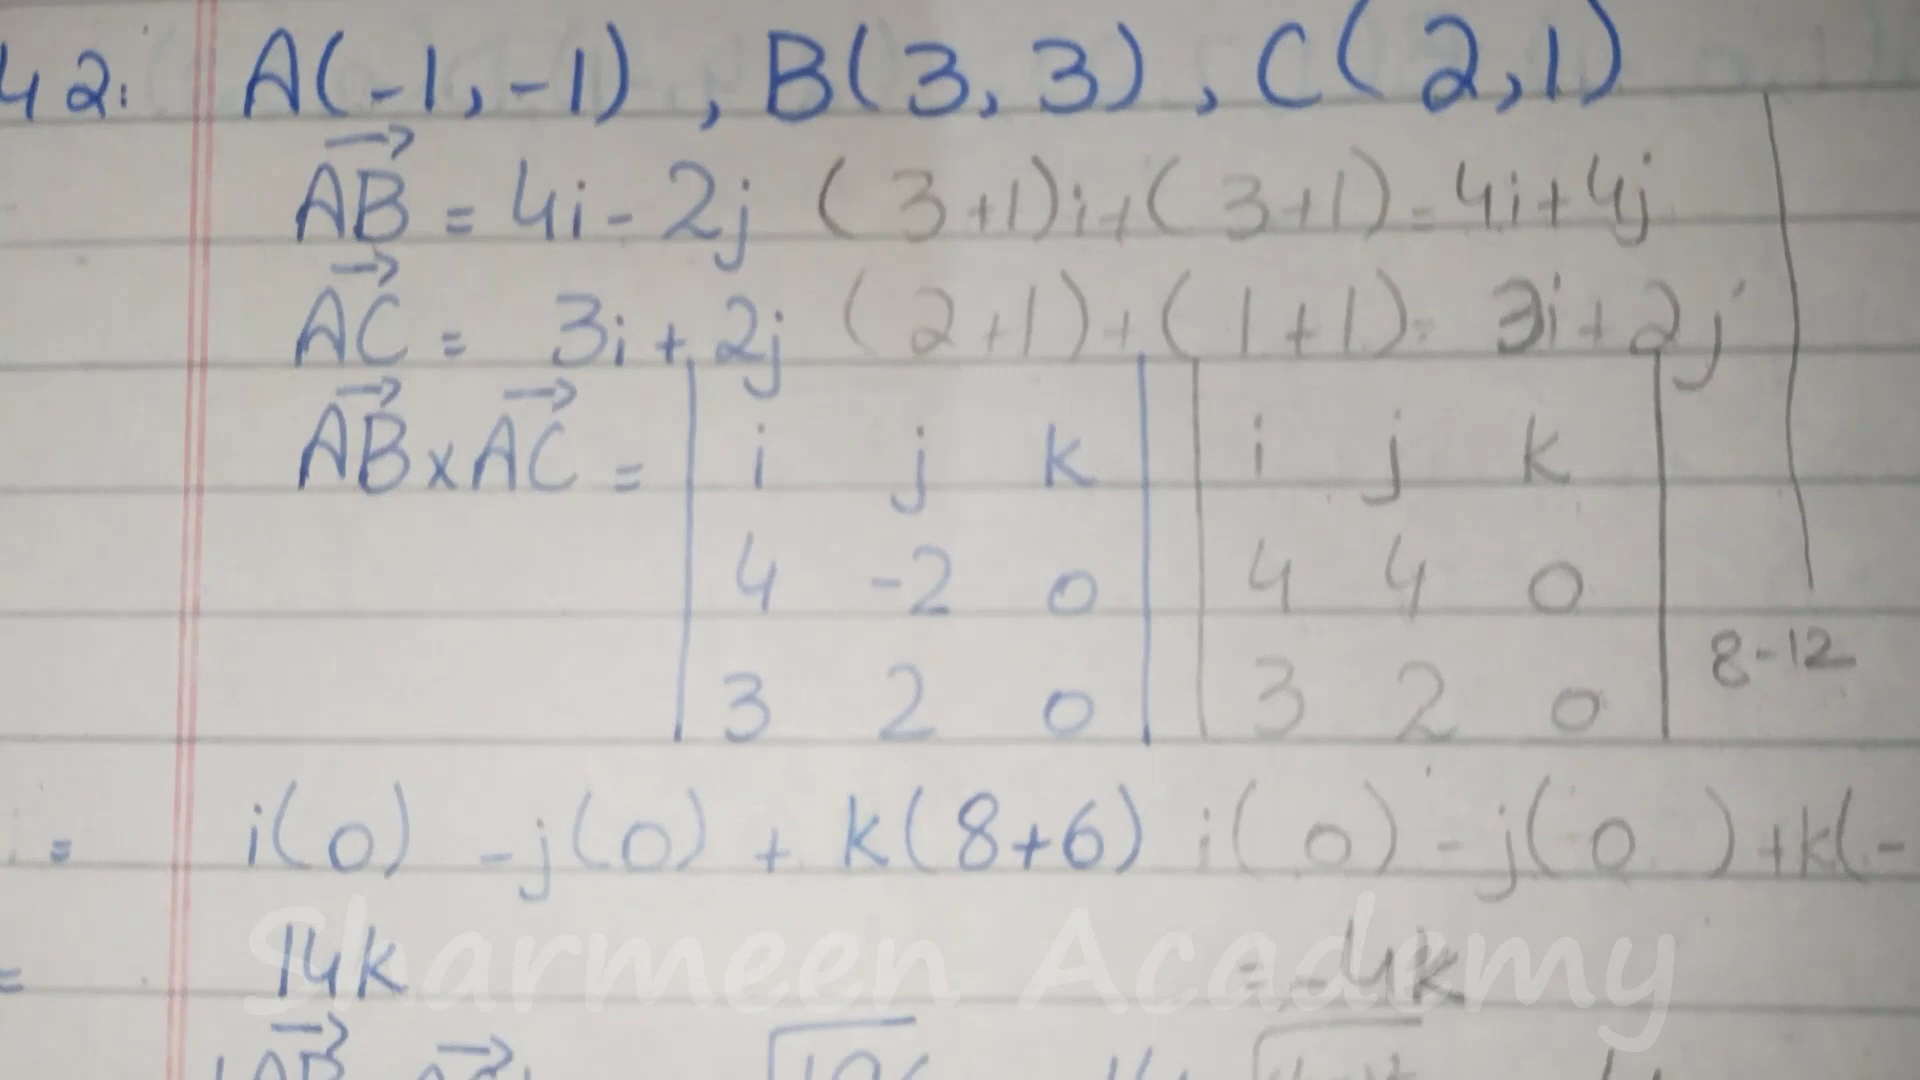 42. A(-1,-1) , B(3,3) , C(2,1)
AB = 4i - 2j (3+1)i+(3+1) = 4i+4j
AC = 3i + 2j (2+1)+(1+1) = 3i+2j
AB x AC = | i j k | | i j k |
4 -2 0 4 4 0
3 2 0 3 2 0 8-12
= i(0) - j(0) + k(8+6) i(0) - j(0) + k(-
= 14k = -4k
Sharmeen Academy